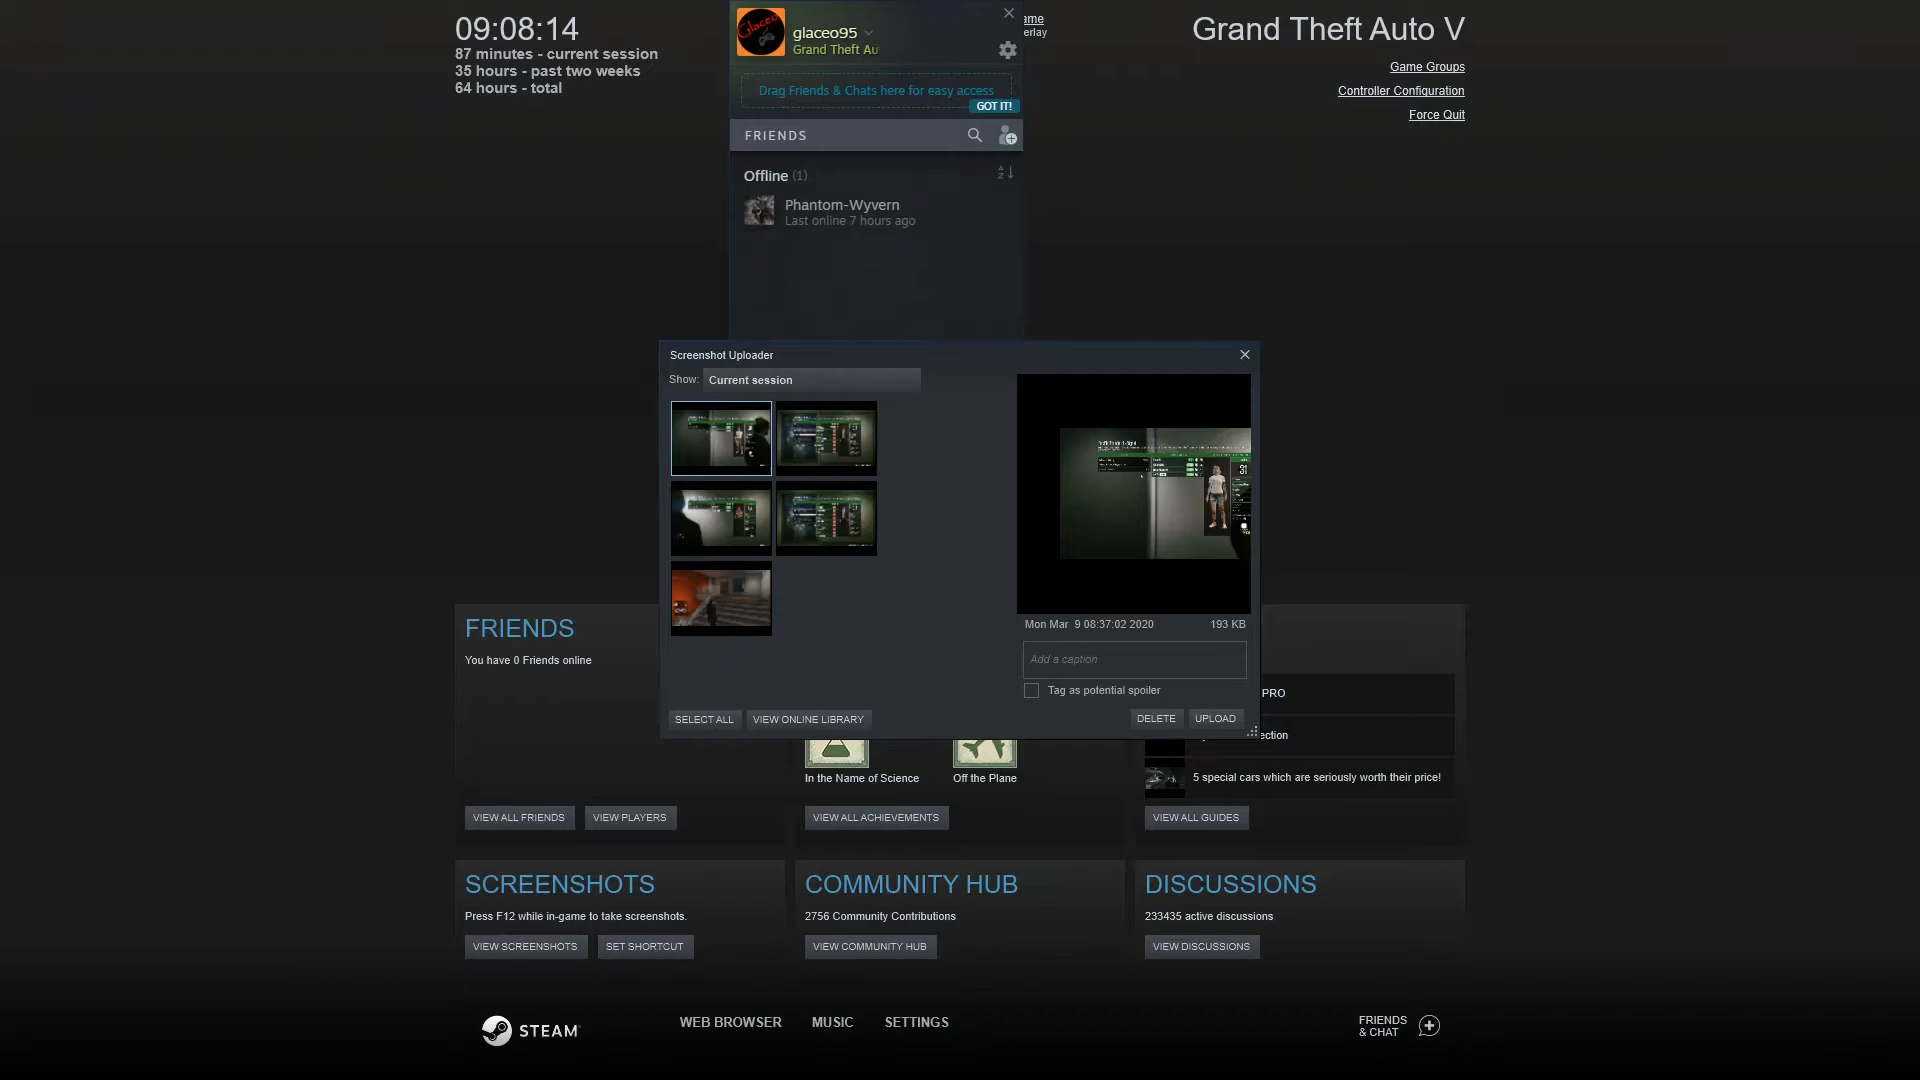 09:08:14
87 minutes - current session
35 hours - past two weeks
64 hours - total
Glaceo
glaceo95
Grand Theft Au
ame
erlay
Grand Theft Auto V
Game Groups
Controller Configuration
Force Quit
Drag Friends & Chats here for easy access
GOT IT!
FRIENDS
Offline (1)
Phantom-Wyvern
Last online 7 hours ago
Screenshot Uploader
Show: Current session
31
Mon Mar 9 08:37:02 2020
193 KB
Add a caption
Tag as potential spoiler
SELECT ALL
VIEW ONLINE LIBRARY
DELETE
UPLOAD
FRIENDS
You have 0 Friends online
VIEW ALL FRIENDS
VIEW PLAYERS
In the Name of Science
Off the Plane
VIEW ALL ACHIEVEMENTS
PRO
ection
5 special cars which are seriously worth their price!
VIEW ALL GUIDES
SCREENSHOTS
Press F12 while in-game to take screenshots.
VIEW SCREENSHOTS
SET SHORTCUT
COMMUNITY HUB
2756 Community Contributions
VIEW COMMUNITY HUB
DISCUSSIONS
233435 active discussions
VIEW DISCUSSIONS
STEAM
WEB BROWSER
MUSIC
SETTINGS
FRIENDS
& CHAT